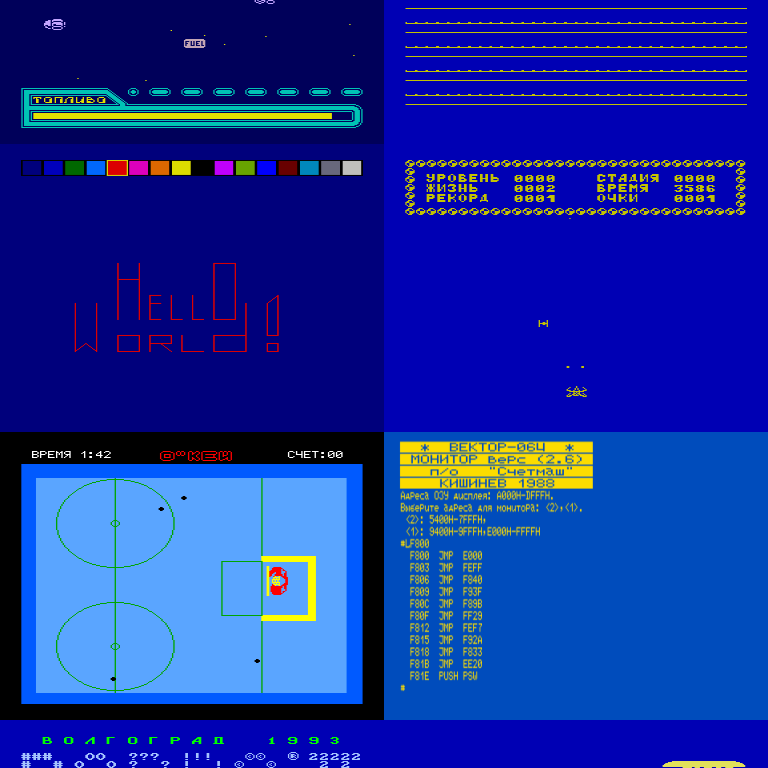 FUEL
ТОПЛИВО
УРОВЕНЬ 0000 СТАДИЯ 0000
ЖИЗНЬ 0002 ВРЕМЯ 3586
РЕКОРД 0001 ОЧКИ 0001
HELLO
WORLD!
ВРЕМЯ 1:42 О'КЕЙ СЧЕТ:00
* ВЕКТОР-06Ц *
МОНИТОР Верс (2.6)
п/о "Счетмаш"
КИШИНЕВ 1988
Адреса ОЗУ дисплея: A000H-DFFFH.
Выберите адреса для монитора: (2),(1).
(2): 5400H-7FFFH,
(1): 9400H-9FFFH,E000H-FFFFH
#LF800
F800 JMP E000
F803 JMP FEFF
F806 JMP F840
F809 JMP F93F
F80C JMP F89B
F80F JMP FF29
F812 JMP FEF7
F815 JMP F92A
F818 JMP F833
F81B JMP EE20
F81E PUSH PSW
#
ВОЛГОГРАД 1993